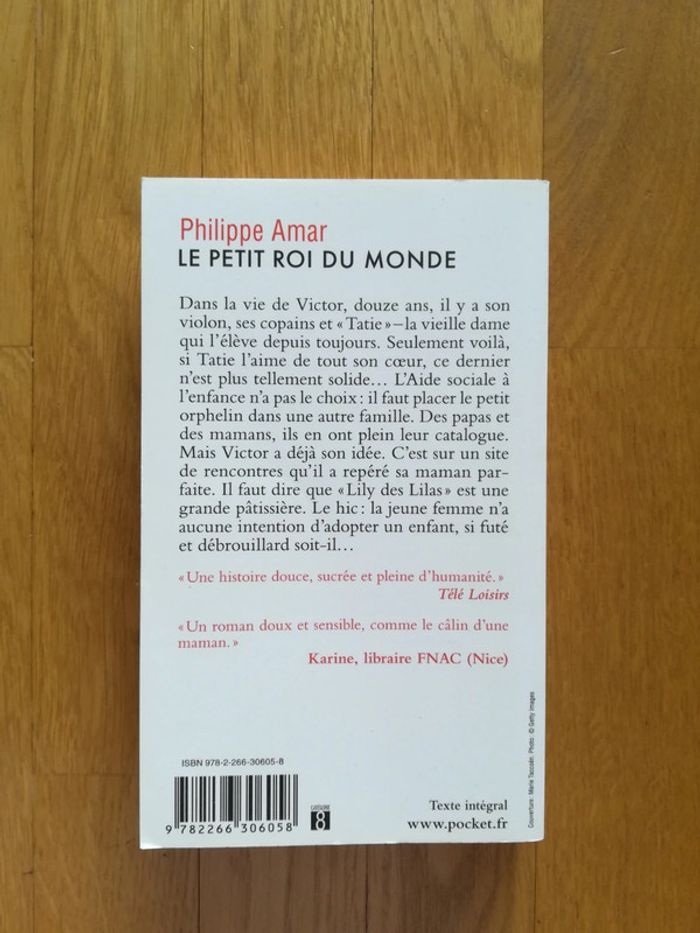 Philippe Amar
LE PETIT ROI DU MONDE
Dans la vie de Victor, douze ans, il y a son
violon, ses copains et « Tatie » – la vieille dame
qui l’élève depuis toujours. Seulement voilà,
si Tatie l’aime de tout son cœur, ce dernier
n’est plus tellement solide… L’Aide sociale à
l’enfance n’a pas le choix : il faut placer le petit
orphelin dans une autre famille. Des papas et
des mamans, ils en ont plein leur catalogue.
Mais Victor a déjà son idée. C’est sur un site
de rencontres qu’il a repéré sa maman par-
faite. Il faut dire que « Lily des Lilas » est une
grande pâtissière. Le hic : la jeune femme n’a
aucune intention d’adopter un enfant, si futé
et débrouillard soit-il…
« Une histoire douce, sucrée et pleine d’humanité. »
Télé Loisirs
« Un roman doux et sensible, comme le câlin d’une
maman. »
Karine, libraire FNAC (Nice)
ISBN 978-2-266-30605-8
9 782266 306058
CATÉGORIE
8
Texte intégral
www.pocket.fr
Couverture : Marie Taccoën. Photo : © Getty Images